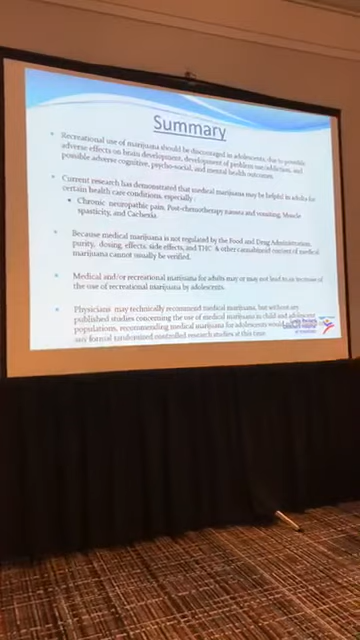 Summary
• Recreational use of marijuana should be discouraged in adolescents, due to possible
adverse effects on brain development, development of problem use/addiction, and
possible adverse cognitive, psycho-social, and mental health outcomes.
• Current research has demonstrated that medical marijuana may be helpful in adults for
certain health care conditions, especially:
• Chronic neuropathic pain, Post-chemotherapy nausea and vomiting, Muscle
spasticity, and Cachexia
• Because medical marijuana is not regulated by the Food and Drug Administration,
purity, dosing, effects, side effects, and THC & other cannabinoid content of medical
marijuana cannot usually be verified.
• Medical and/or recreational marijuana for adults may or may not lead to an increase of
the use of recreational marijuana by adolescents.
• Physicians may technically recommend medical marijuana, but without any
published studies concerning the use of medical marijuana in child and adolescent
populations, recommending medical marijuana for adolescents would
any formal randomized controlled research studies at this time.